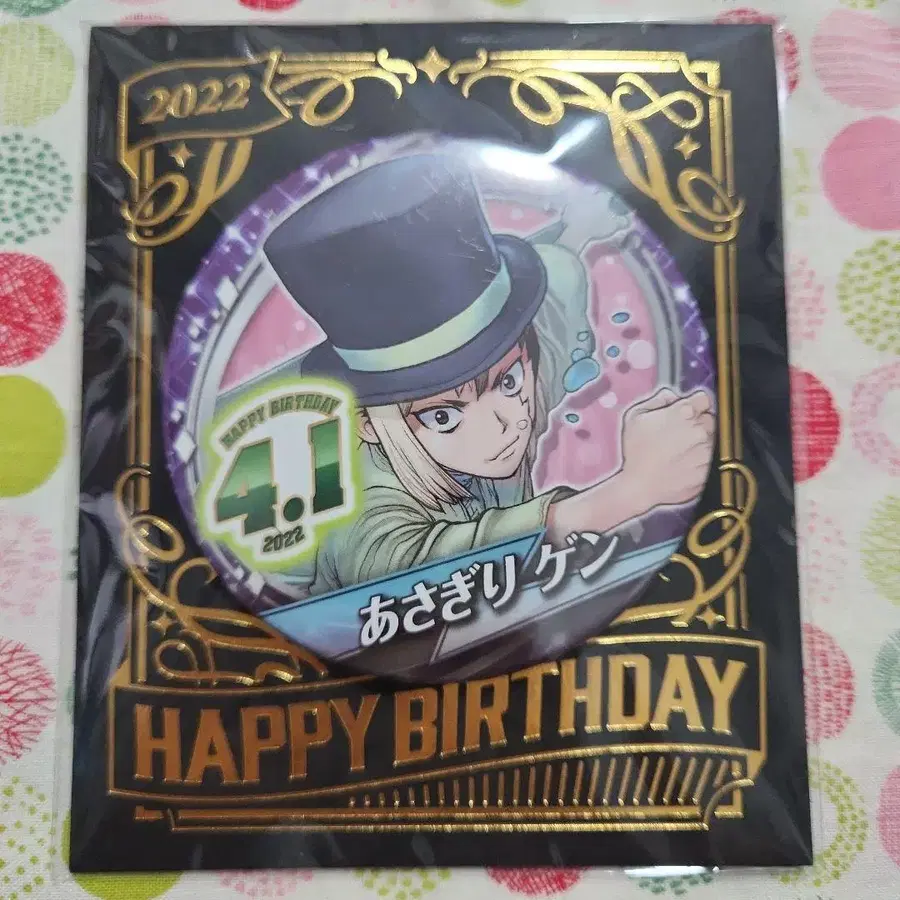 2022
HAPPY BIRTHDAY
4.1
2022
あさぎり ゲン
HAPPY BIRTHDAY